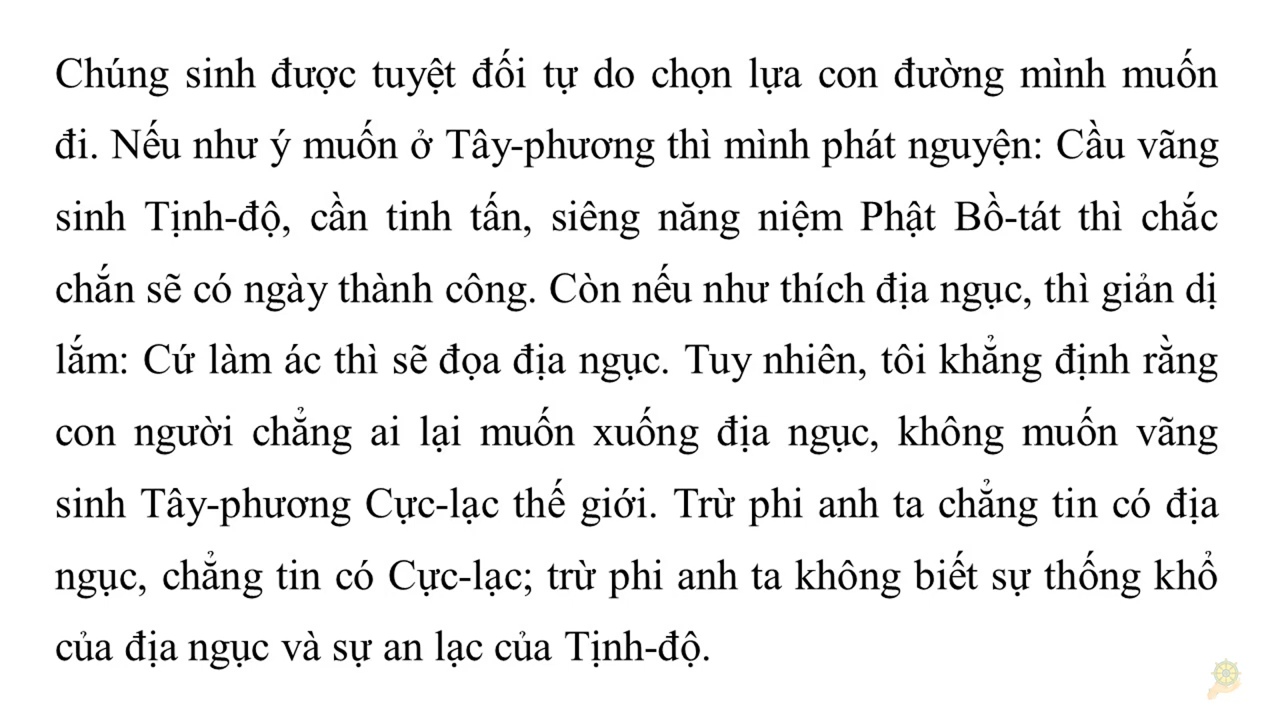 Chúng sinh được tuyệt đối tự do chọn lựa con đường mình muốn
đi. Nếu như ý muốn ở Tây-phương thì mình phát nguyện: Cầu vãng
sinh Tịnh-độ, cần tinh tấn, siêng năng niệm Phật Bồ-tát thì chắc
chắn sẽ có ngày thành công. Còn nếu như thích địa ngục, thì giản dị
lắm: Cứ làm ác thì sẽ đọa địa ngục. Tuy nhiên, tôi khẳng định rằng
con người chẳng ai lại muốn xuống địa ngục, không muốn vãng
sinh Tây-phương Cực-lạc thế giới. Trừ phi anh ta chẳng tin có địa
ngục, chẳng tin có Cực-lạc; trừ phi anh ta không biết sự thống khổ
của địa ngục và sự an lạc của Tịnh-độ.